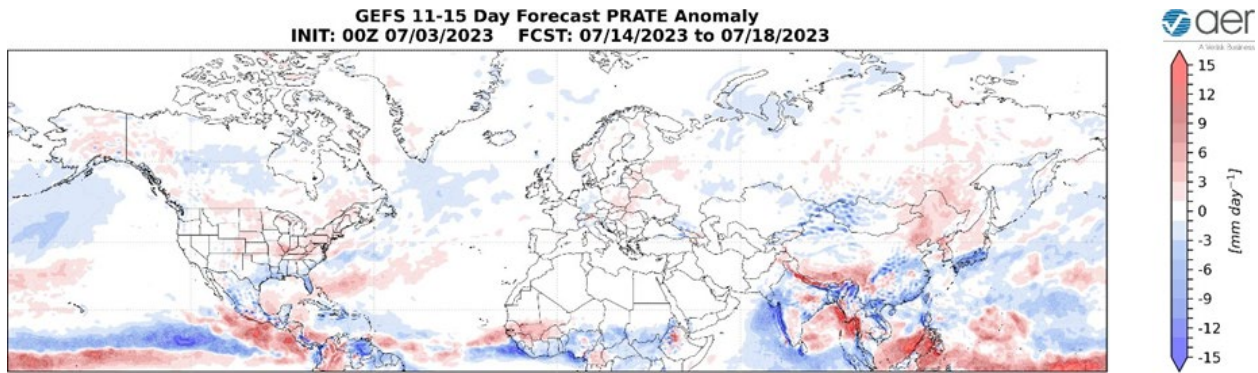 GEFS 11-15 Day Forecast PRATE Anomaly
INIT: 00Z 07/03/2023 FCST: 07/14/2023 to 07/18/2023
aer
A Verisk Business
15
12
9
6
3
0
-3
-6
-9
-12
-15
[mm day⁻¹]